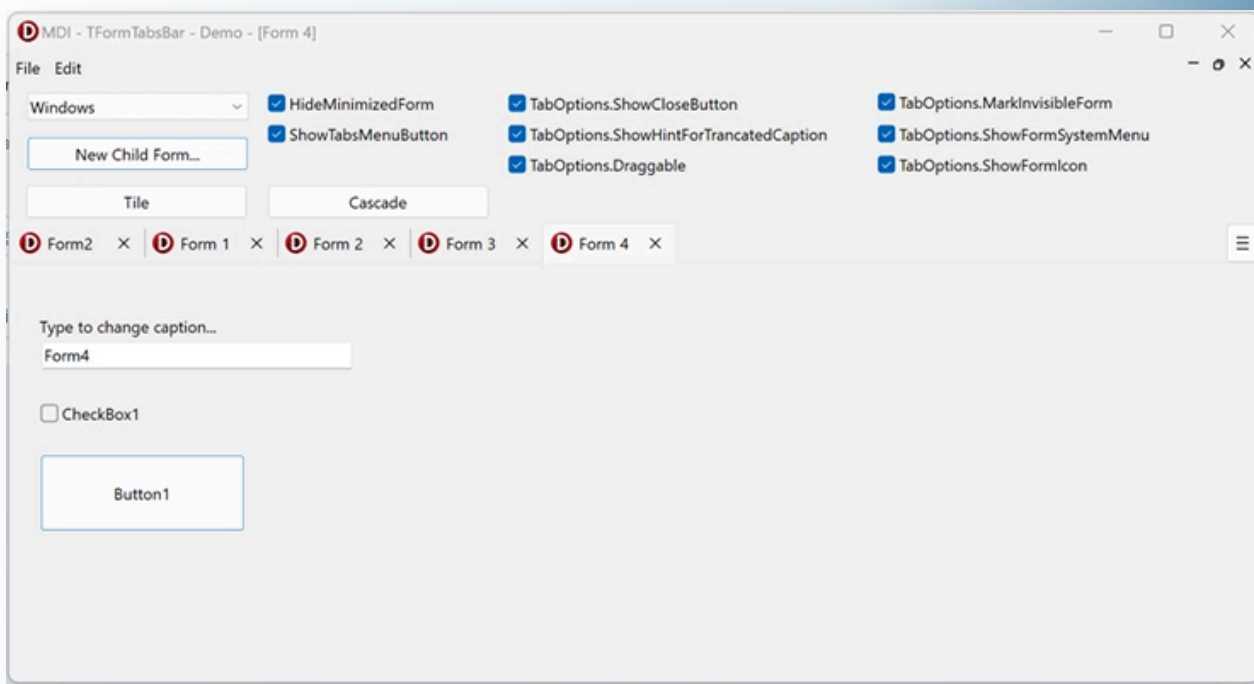 MDI - TFormTabsBar - Demo - [Form 4]
File Edit
Windows
HideMinimizedForm
TabOptions.ShowCloseButton
TabOptions.MarkInvisibleForm
ShowTabsMenuButton
TabOptions.ShowHintForTrancatedCaption
TabOptions.ShowFormSystemMenu
New Child Form...
TabOptions.Draggable
TabOptions.ShowFormIcon
Tile
Cascade
Form2
Form 1
Form 2
Form 3
Form 4
Type to change caption...
Form4
CheckBox1
Button1